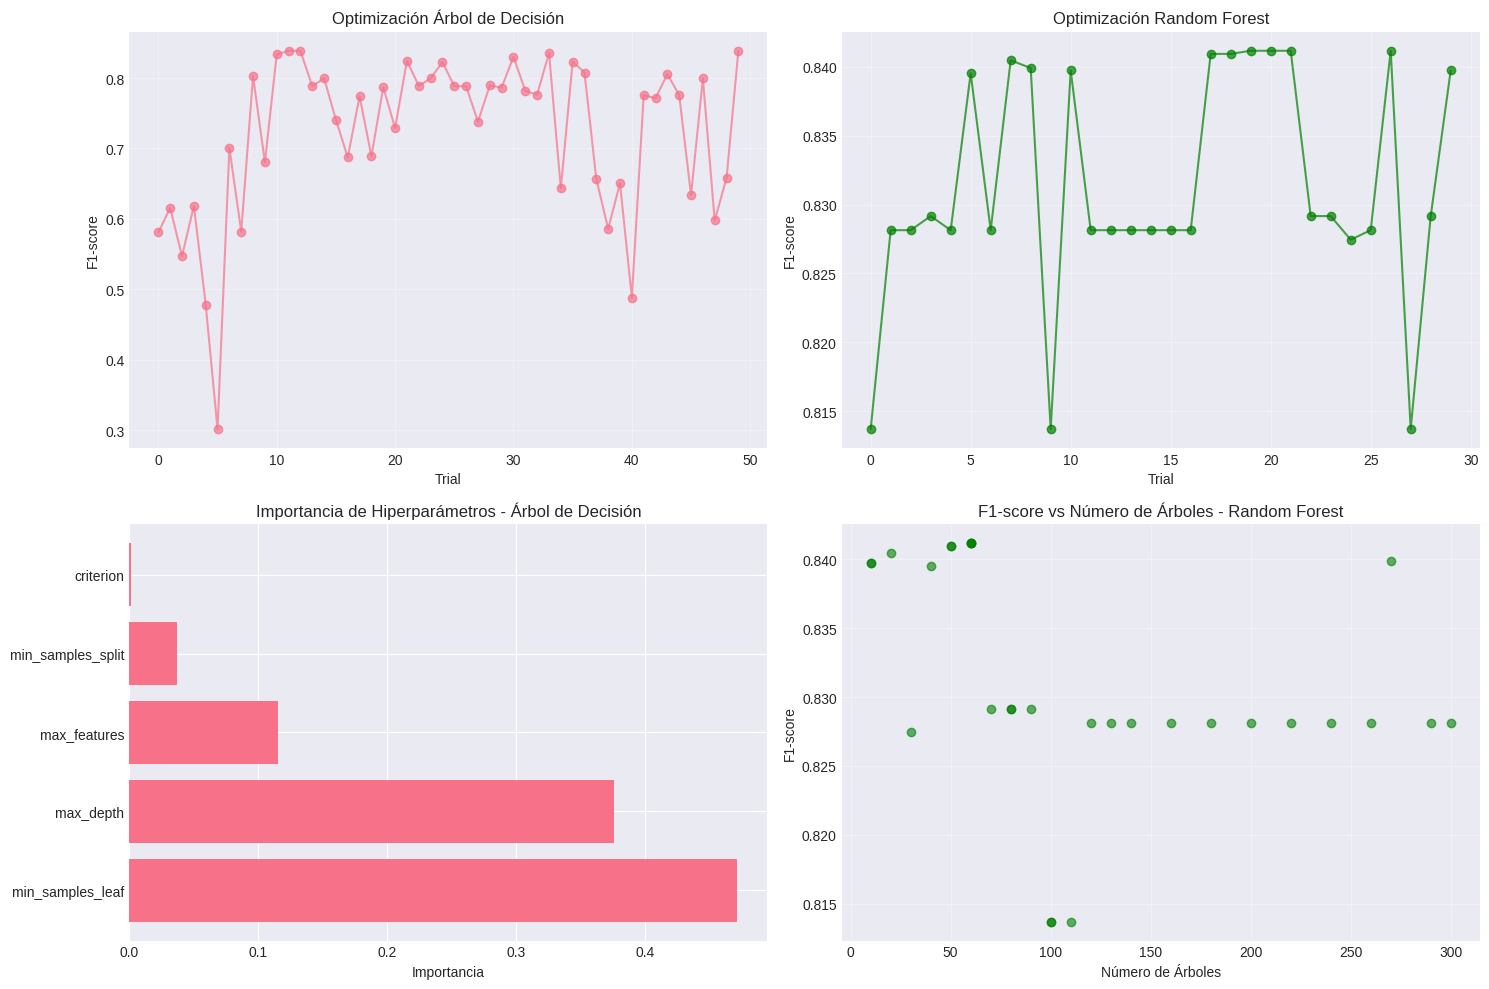 Optimización Árbol de Decisión
F1-score
0.8
0.7
0.6
0.5
0.4
0.3
0 10 20 30 40 50
Trial
Optimización Random Forest
F1-score
0.840
0.835
0.830
0.825
0.820
0.815
0 5 10 15 20 25 30
Trial
Importancia de Hiperparámetros - Árbol de Decisión
criterion
min_samples_split
max_features
max_depth
min_samples_leaf
0.0 0.1 0.2 0.3 0.4
Importancia
F1-score vs Número de Árboles - Random Forest
F1-score
0.840
0.835
0.830
0.825
0.820
0.815
0 50 100 150 200 250 300
Número de Árboles